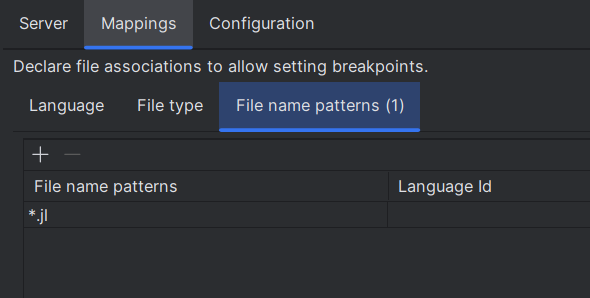 Server Mappings Configuration
Declare file associations to allow setting breakpoints.
Language File type File name patterns (1)
File name patterns Language Id
*.jl